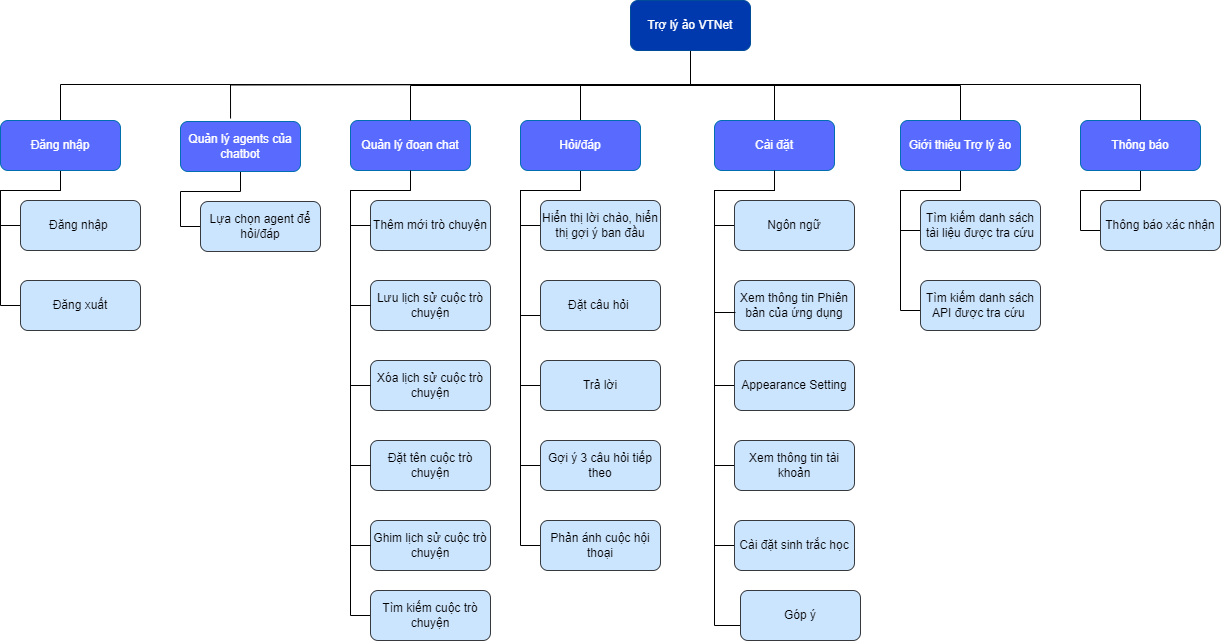 Trợ lý ảo VTNet
Đăng nhập
Quản lý agents của
chatbot
Quản lý đoạn chat
Hỏi/đáp
Cài đặt
Giới thiệu Trợ lý ảo
Thông báo
Đăng nhập
Đăng xuất
Lựa chọn agent để
hỏi/đáp
Thêm mới trò chuyện
Lưu lịch sử cuộc trò
chuyện
Xóa lịch sử cuộc trò
chuyện
Đặt tên cuộc trò
chuyện
Ghim lịch sử cuộc trò
chuyện
Tìm kiếm cuộc trò
chuyện
Hiển thị lời chào, hiển
thị gợi ý ban đầu
Đặt câu hỏi
Trả lời
Gợi ý 3 câu hỏi tiếp
theo
Phản ánh cuộc hội
thoại
Ngôn ngữ
Xem thông tin Phiên
bản của ứng dụng
Appearance Setting
Xem thông tin tài
khoản
Cài đặt sinh trắc học
Góp ý
Tìm kiếm danh sách
tài liệu được tra cứu
Tìm kiếm danh sách
API được tra cứu
Thông báo xác nhận